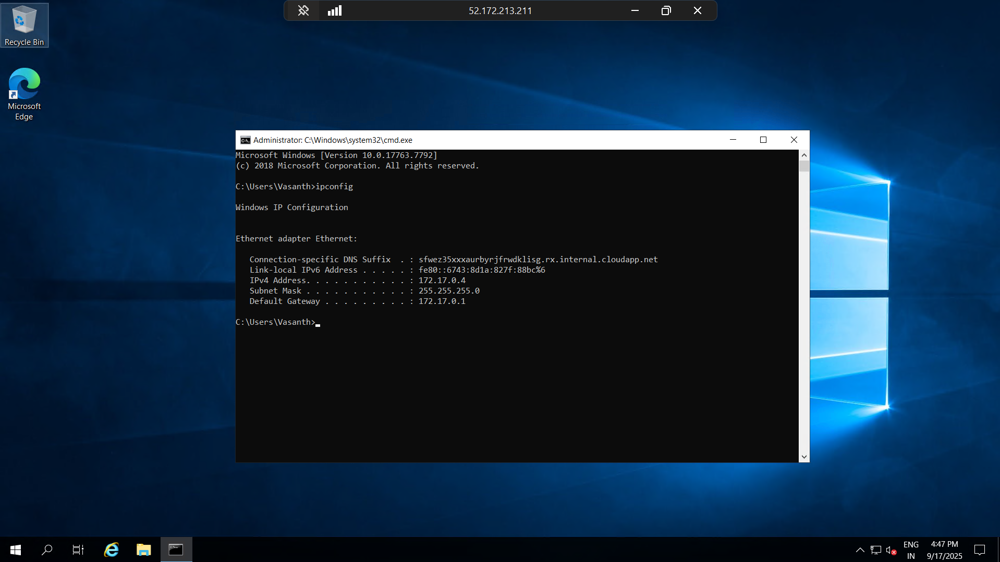 52.172.213.211
Recycle Bin
Microsoft
Edge
Administrator: C:\Windows\system32\cmd.exe
Microsoft Windows [Version 10.0.17763.7792]
(c) 2018 Microsoft Corporation. All rights reserved.
C:\Users\Vasanth>ipconfig
Windows IP Configuration
Ethernet adapter Ethernet:
Connection-specific DNS Suffix  . : sfwez35xxxaurbyrjfrwdklisg.rx.internal.cloudapp.net
Link-local IPv6 Address . . . . . : fe80::6743:8d1a:827f:88bc%6
IPv4 Address. . . . . . . . . . . : 172.17.0.4
Subnet Mask . . . . . . . . . . . : 255.255.255.0
Default Gateway . . . . . . . . . : 172.17.0.1
C:\Users\Vasanth>
ENG
IN
4:47 PM
9/17/2025